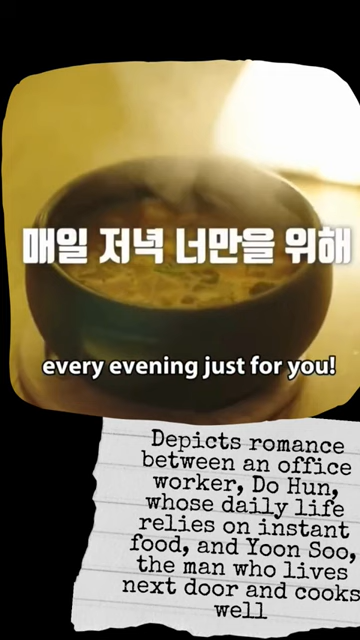 매일 저녁 너만을 위해
every evening just for you!
Depicts romance
between an office
worker, Do Hun,
whose daily life
relies on instant
food, and Yoon Soo,
the man who lives
next door and cooks
well